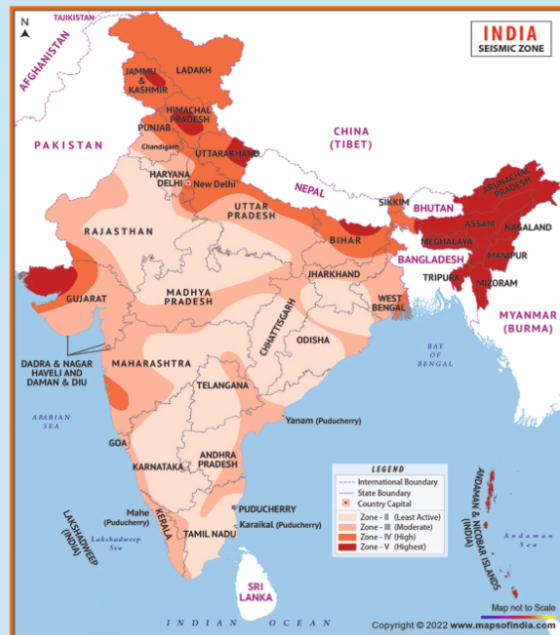 N
TAJIKISTAN
AFGHANISTAN
INDIA
SEISMIC ZONE
LADAKH
JAMMU
&
KASHMIR
HIMACHAL
PRADESH
PUNJAB
Chandigarh
UTTARAKHAND
CHINA
(TIBET)
PAKISTAN
HARYANA
DELHI
New Delhi
NEPAL
SIKKIM
BHUTAN
ARUNACHAL
PRADESH
UTTAR
PRADESH
ASSAM
NAGALAND
RAJASTHAN
BIHAR
MEGHALAYA
BANGLADESH
MANIPUR
JHARKHAND
TRIPURA
MIZORAM
GUJARAT
MADHYA
PRADESH
WEST
BENGAL
MYANMAR
(BURMA)
CHHATTISGARH
ODISHA
DADRA & NAGAR
HAVELI AND
DAMAN & DIU
MAHARASHTRA
BAY
OF
BENGAL
TELANGANA
ARABIAN
SEA
Yanam (Puducherry)
GOA
KARNATAKA
ANDHRA
PRADESH
LEGEND
International Boundary
State Boundary
Country Capital
Zone - II (Least Active)
Zone - III (Moderate)
Zone - IV (High)
Zone - V (Highest)
ANDAMAN &
NICOBAR ISLANDS
(INDIA)
Mahe
(Puducherry)
PUDUCHERRY
Karaikal (Puducherry)
LAKSHADWEEP
(INDIA)
Lakshadweep
Sea
KERALA
TAMIL NADU
Andaman
Sea
SRI
LANKA
Map not to Scale
INDIAN OCEAN
Copyright © 2022 www.mapsofindia.com